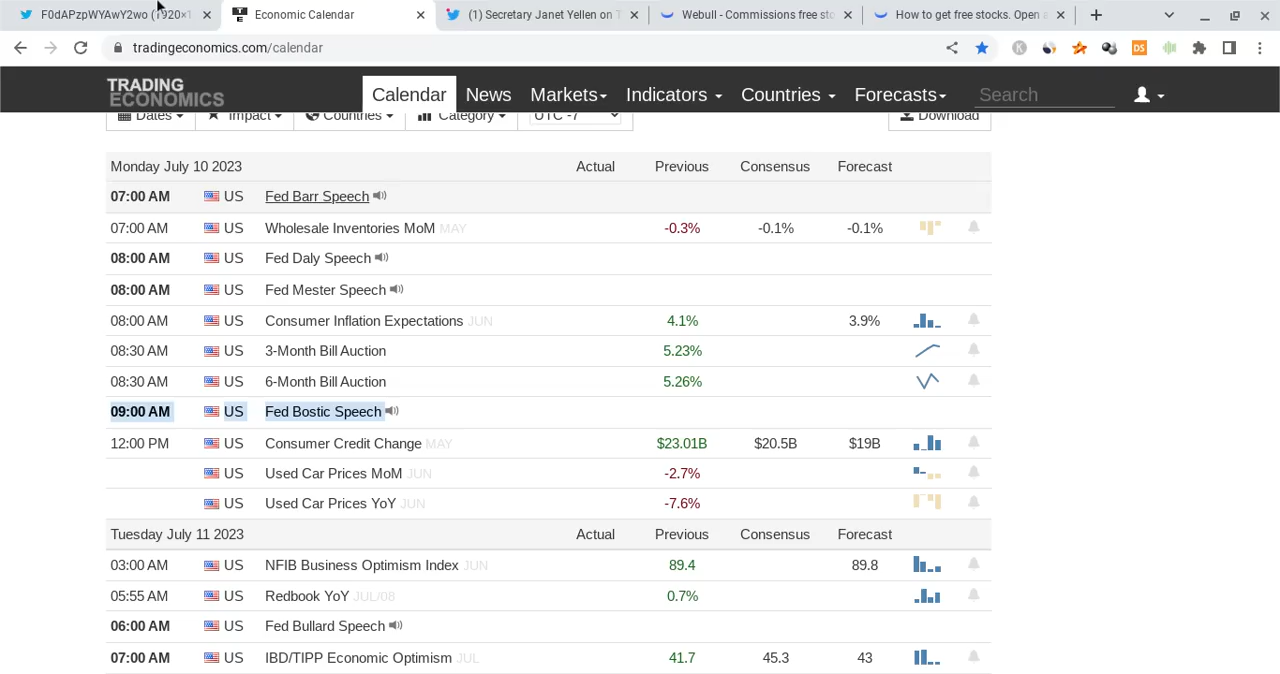 F0dAPzpWYAwY2wo (1920×1
Economic Calendar
(1) Secretary Janet Yellen on T
Webull - Commissions free sto
How to get free stocks. Open a
tradingeconomics.com/calendar
TRADING ECONOMICS
Calendar News Markets Indicators Countries Forecasts Search
Dates Impact Countries Category UTC -7 Download
Monday July 10 2023 Actual Previous Consensus Forecast
07:00 AM US Fed Barr Speech
07:00 AM US Wholesale Inventories MoM MAY -0.3% -0.1% -0.1%
08:00 AM US Fed Daly Speech
08:00 AM US Fed Mester Speech
08:00 AM US Consumer Inflation Expectations JUN 4.1% 3.9%
08:30 AM US 3-Month Bill Auction 5.23%
08:30 AM US 6-Month Bill Auction 5.26%
09:00 AM US Fed Bostic Speech
12:00 PM US Consumer Credit Change MAY $23.01B $20.5B $19B
US Used Car Prices MoM JUN -2.7%
US Used Car Prices YoY JUN -7.6%
Tuesday July 11 2023 Actual Previous Consensus Forecast
03:00 AM US NFIB Business Optimism Index JUN 89.4 89.8
05:55 AM US Redbook YoY JUL/08 0.7%
06:00 AM US Fed Bullard Speech
07:00 AM US IBD/TIPP Economic Optimism JUL 41.7 45.3 43